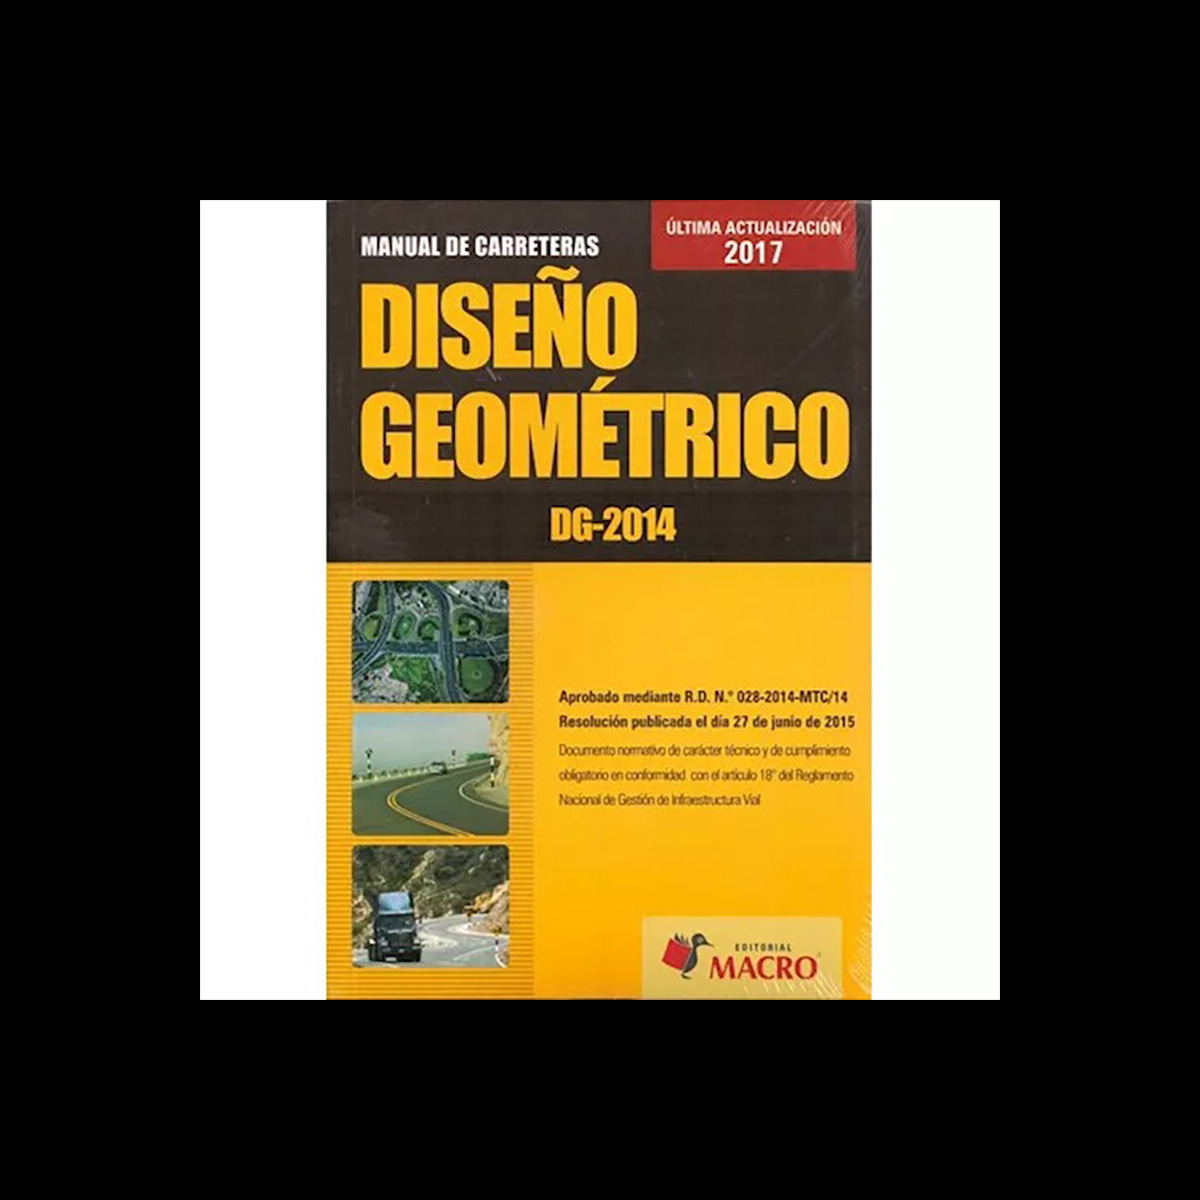 ÚLTIMA ACTUALIZACIÓN
2017
MANUAL DE CARRETERAS
DISEÑO
GEOMÉTRICO
DG-2014
Aprobado mediante R.D. N.° 028-2014-MTC/14
Resolución publicada el día 27 de junio de 2015
Documento normativo de carácter técnico y de cumplimiento
obligatorio en conformidad con el artículo 18° del Reglamento
Nacional de Gestión de Infraestructura Vial
EDITORIAL
MACRO®